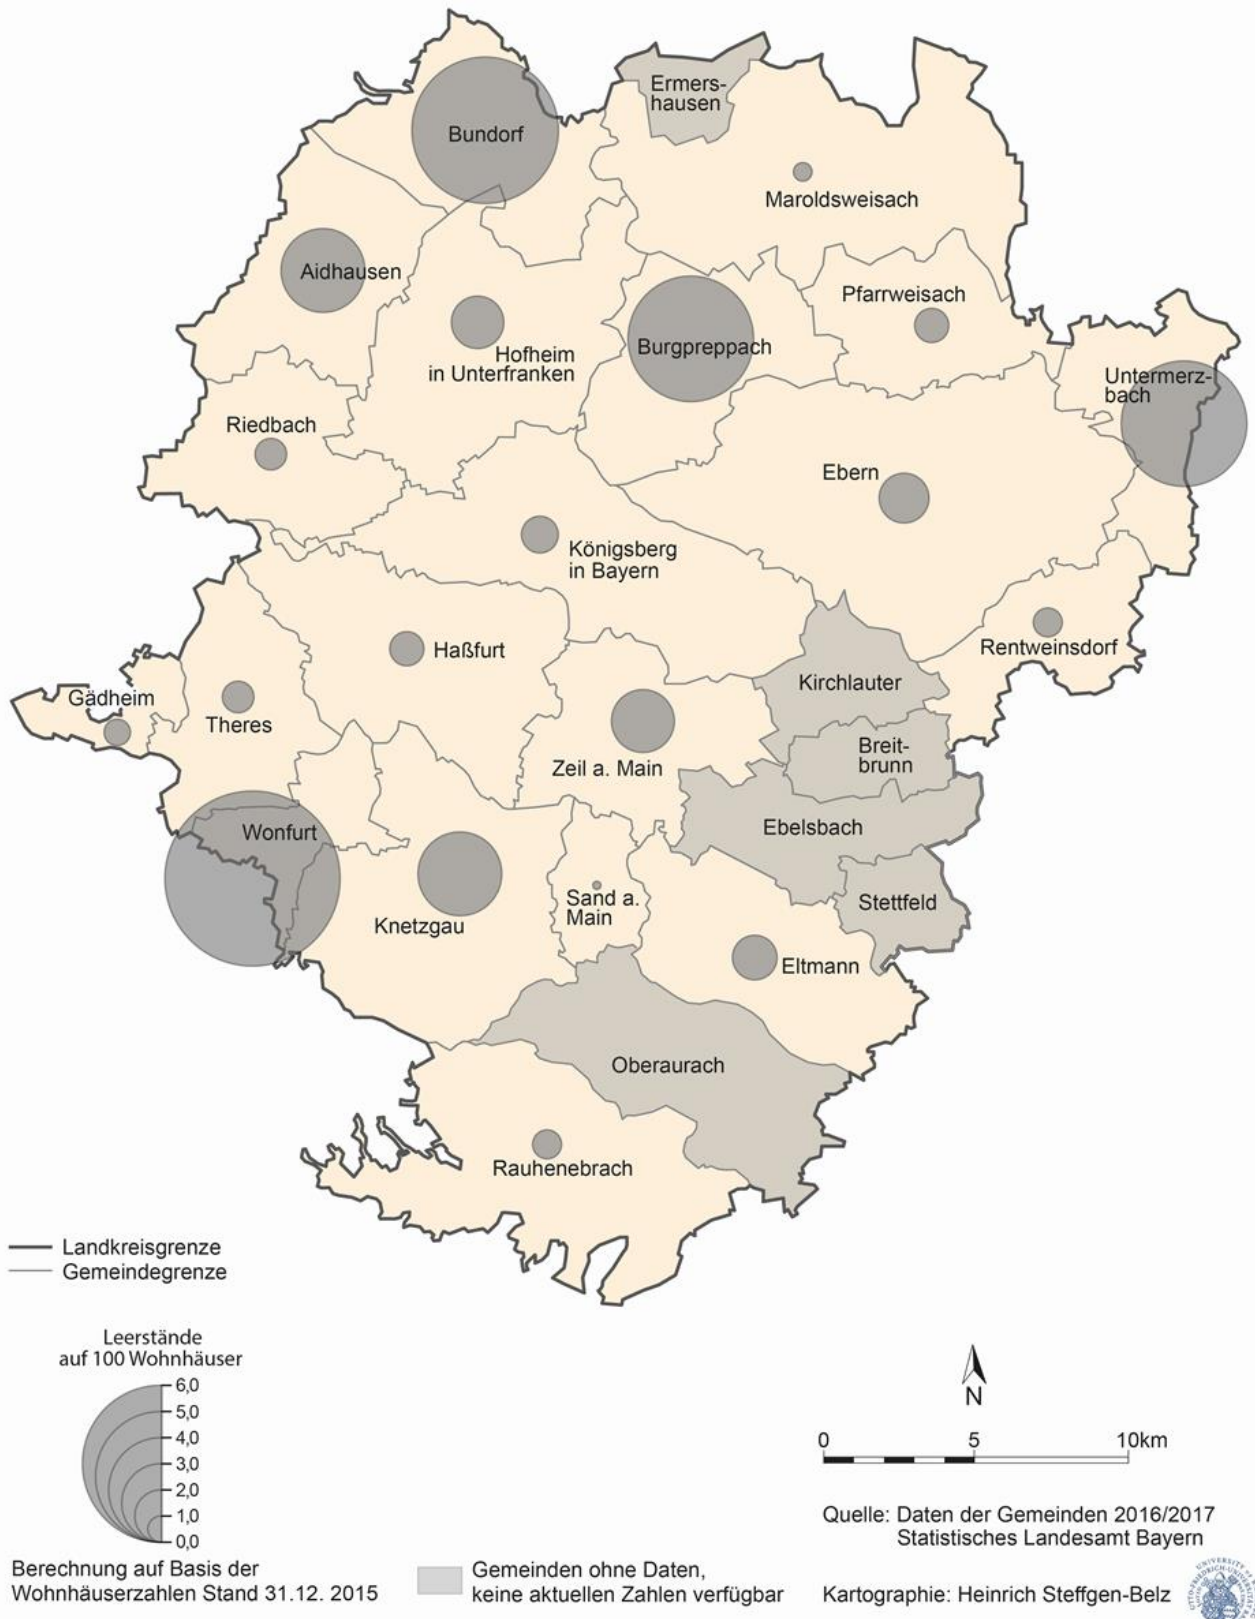 Ermers-
hausen
Bundorf
Maroldsweisach
Aidhausen
Pfarrweisach
Hofheim
in Unterfranken
Burgpreppach
Untermerz-
bach
Riedbach
Ebern
Königsberg
in Bayern
Haßfurt
Rentweinsdorf
Kirchlauter
Gädheim
Theres
Zeil a. Main
Breit-
brunn
Wonfurt
Ebelsbach
Sand a.
Main
Stettfeld
Knetzgau
Eltmann
Oberaurach
Rauhenebrach
Landkreisgrenze
Gemeindegrenze
Leerstände
auf 100 Wohnhäuser
6,0
5,0
4,0
3,0
2,0
1,0
0,0
Berechnung auf Basis der
Wohnhäuserzahlen Stand 31.12. 2015
Gemeinden ohne Daten,
keine aktuellen Zahlen verfügbar
N
0 5 10km
Quelle: Daten der Gemeinden 2016/2017
Statistisches Landesamt Bayern
Kartographie: Heinrich Steffgen-Belz